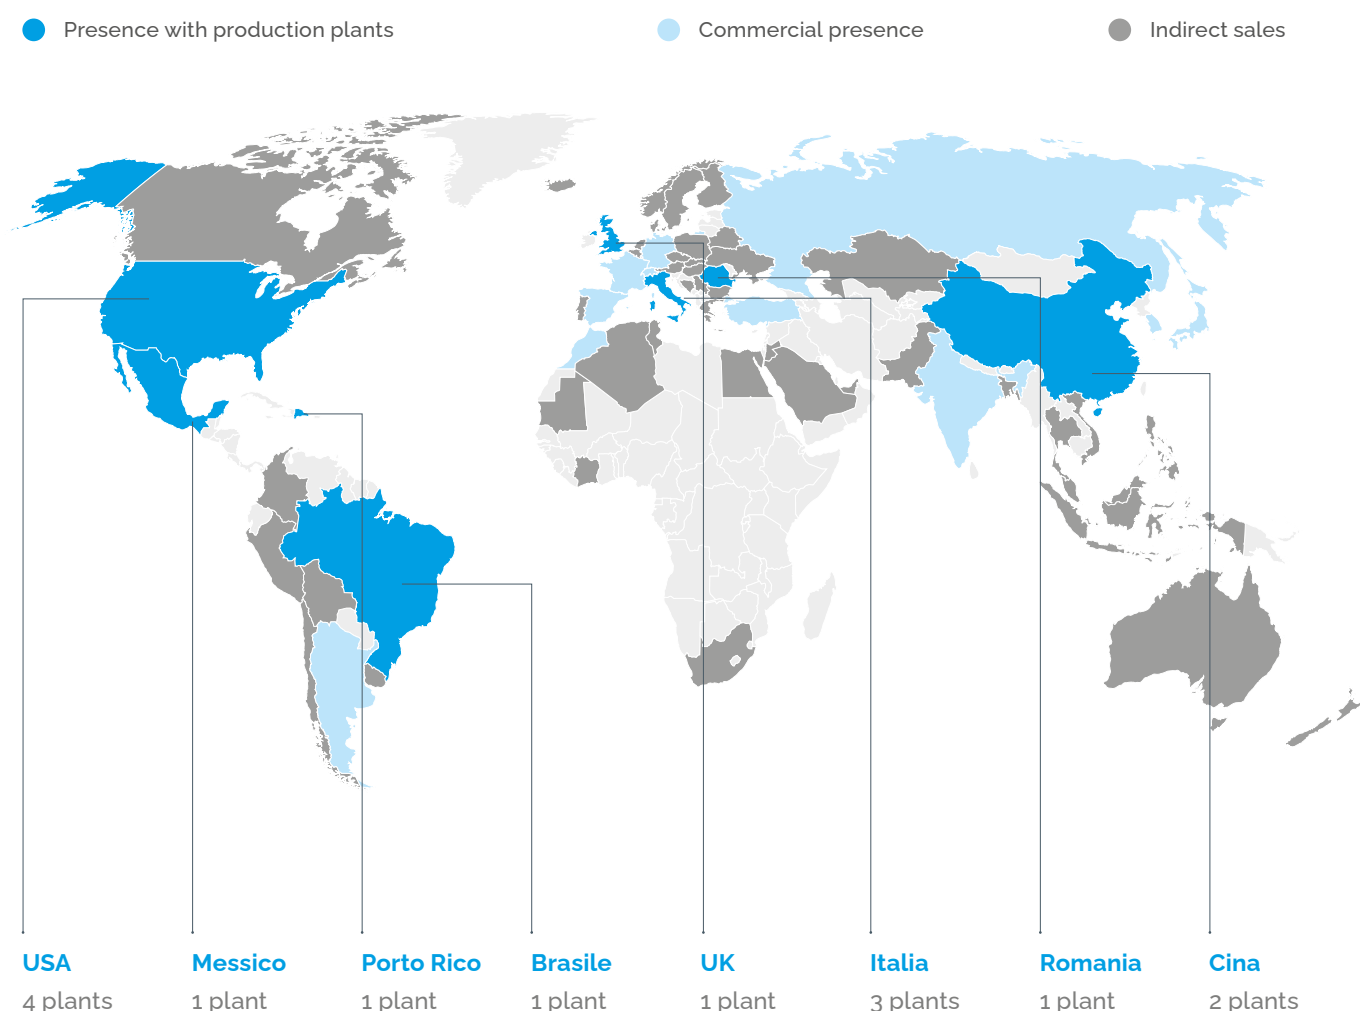 Presence with production plants Commercial presence Indirect sales
USA Messico Porto Rico Brasile UK Italia Romania Cina
4 plants 1 plant 1 plant 1 plant 1 plant 3 plants 1 plant 2 plants